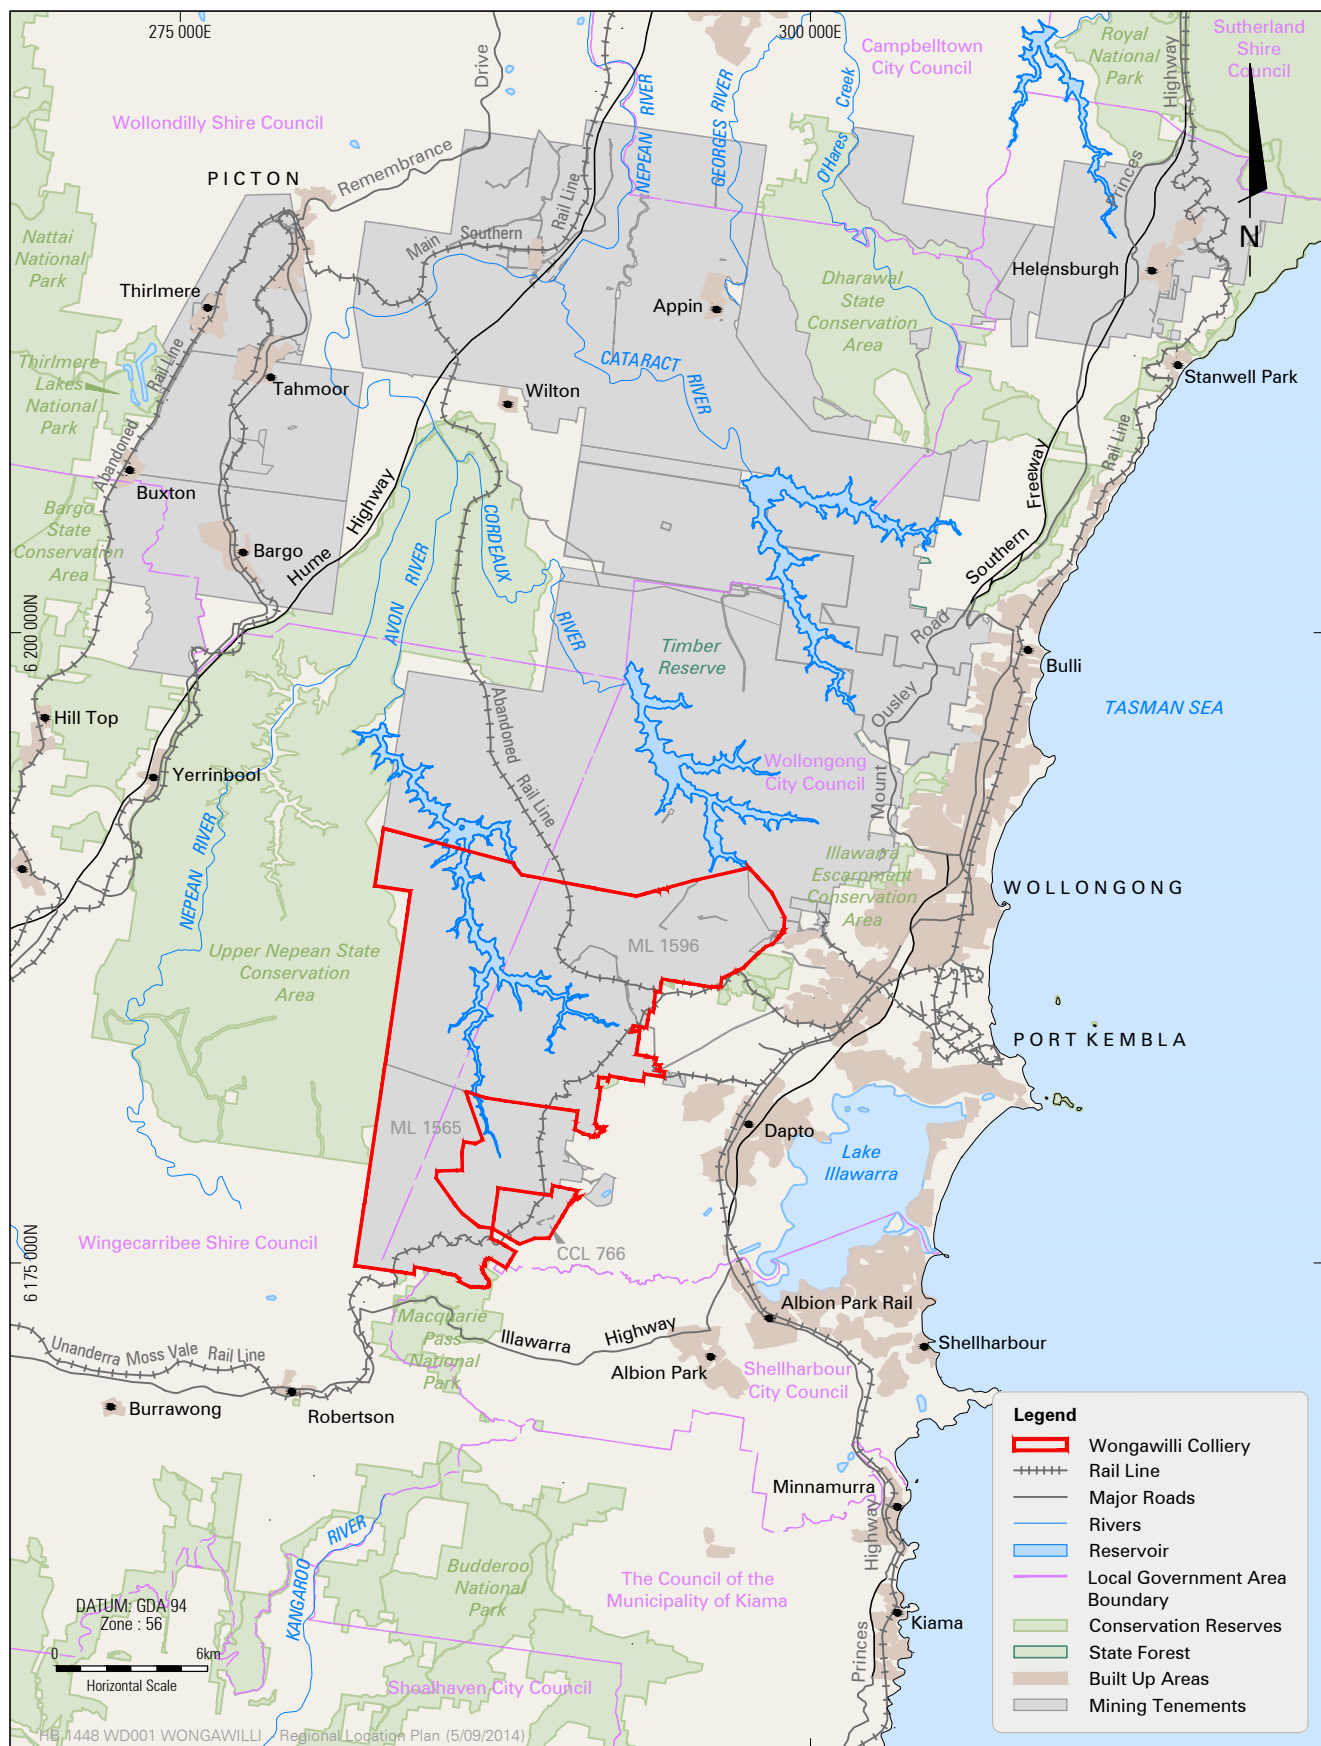 275 000E
300 000E
Campbelltown
City Council
Royal
National
Park
Sutherland
Shire
Council
Wollondilly Shire Council
Drive
Remembrance
PICTON
NEPEAN RIVER
GEORGES RIVER
O'Hares Creek
Princes Highway
N
Nattai
National
Park
Main Southern Rail Line
Helensburgh
Thirlmere
Appin
Dharawal
State
Conservation
Area
Thirlmere
Lakes
National
Park
Abandoned Rail Line
Tahmoor
CATARACT RIVER
Wilton
Stanwell Park
Rail Line
Buxton
Hume Highway
CORDEAUX RIVER
Southern Freeway
Bargo
State
Conservation
Area
Bargo
AVON RIVER
6 200 000N
Timber
Reserve
Mount Ousley Road
Bulli
TASMAN SEA
Hill Top
Abandoned Rail Line
Yerrinbool
Wollongong
City Council
NEPEAN RIVER
Illawarra
Escarpment
Conservation
Area
WOLLONGONG
Upper Nepean State
Conservation
Area
ML 1596
PORT KEMBLA
ML 1565
Dapto
Lake
Illawarra
Wingecarribee Shire Council
CCL 766
6 175 000N
Albion Park Rail
Macquarie
Pass
National
Park
Illawarra Highway
Unanderra Moss Vale Rail Line
Shellharbour
Albion Park
Shellharbour
City Council
Burrawong
Robertson
Minnamurra
Princes Highway
KANGAROO RIVER
Budderoo
National
Park
The Council of the
Municipality of Kiama
Kiama
DATUM: GDA 94
Zone : 56
0 6km
Horizontal Scale
Shoalhaven City Council
HB 1448 WD001 WONGAWILLI Regional Location Plan (5/09/2014)
Legend
Wongawilli Colliery
Rail Line
Major Roads
Rivers
Reservoir
Local Government Area
Boundary
Conservation Reserves
State Forest
Built Up Areas
Mining Tenements